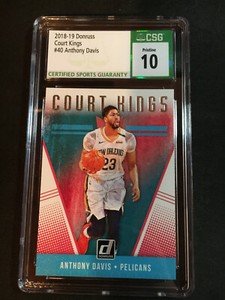 2018-19 Donruss
Court Kings
#40 Anthony Davis
CSG
Pristine
10
CERTIFIED SPORTS GUARANTY
COURT KINGS
NEW ORLEANS
23
DONRUSS
ANTHONY DAVIS • PELICANS